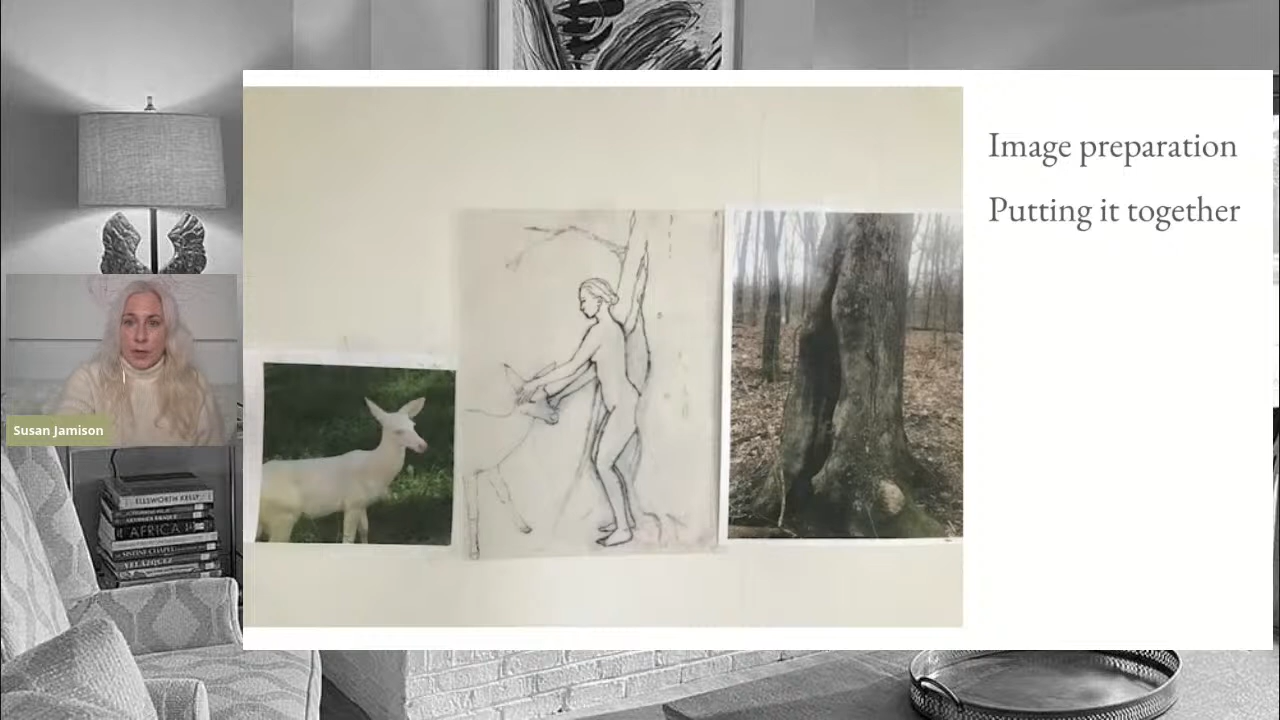 Image preparation
Putting it together
Susan Jamison
ELLSWORTH KELLY
AFRICA
SISTINE CHAPEL
VELÁZQUEZ